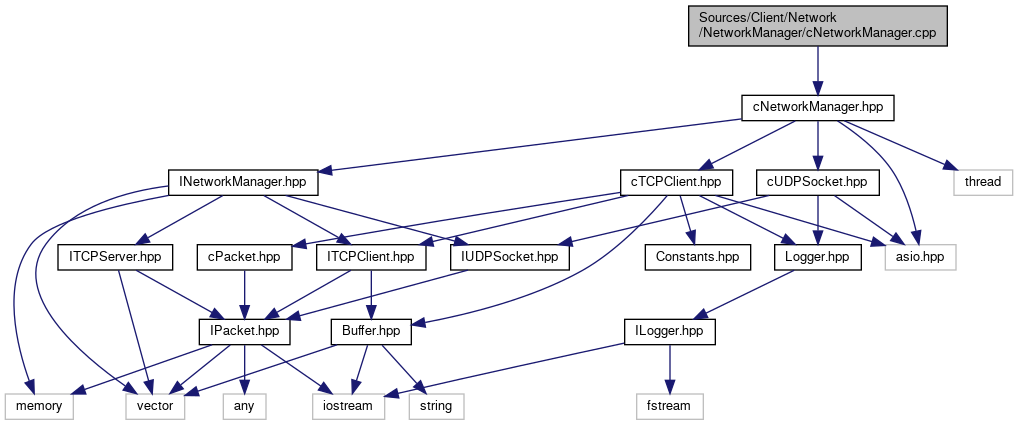 Sources/Client/Network
/NetworkManager/cNetworkManager.cpp
cNetworkManager.hpp
INetworkManager.hpp
cTCPClient.hpp
cUDPSocket.hpp
thread
ITCPServer.hpp
cPacket.hpp
ITCPClient.hpp
IUDPSocket.hpp
Constants.hpp
Logger.hpp
asio.hpp
IPacket.hpp
Buffer.hpp
ILogger.hpp
memory
vector
any
iostream
string
fstream